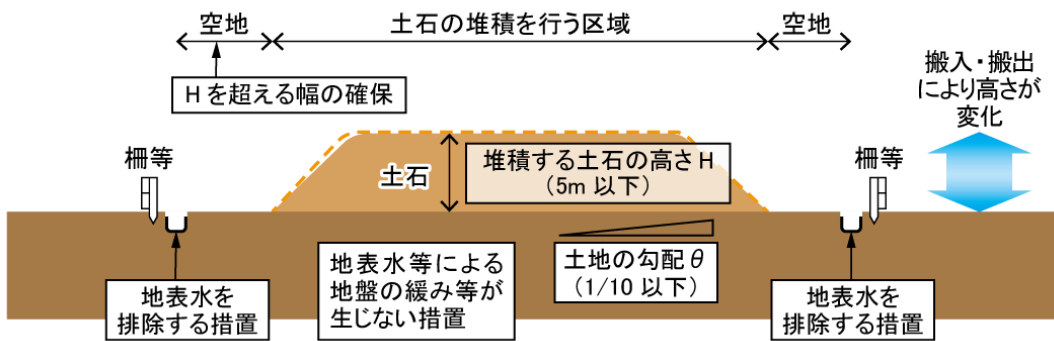 空地
土石の堆積を行う区域
空地
Hを超える幅の確保
搬入・搬出
により高さが
変化
柵等
土石
堆積する土石の高さH
(5m 以下)
柵等
地表水等による
地盤の緩み等が
生じない措置
土地の勾配θ
(1/10 以下)
地表水を
排除する措置
地表水を
排除する措置